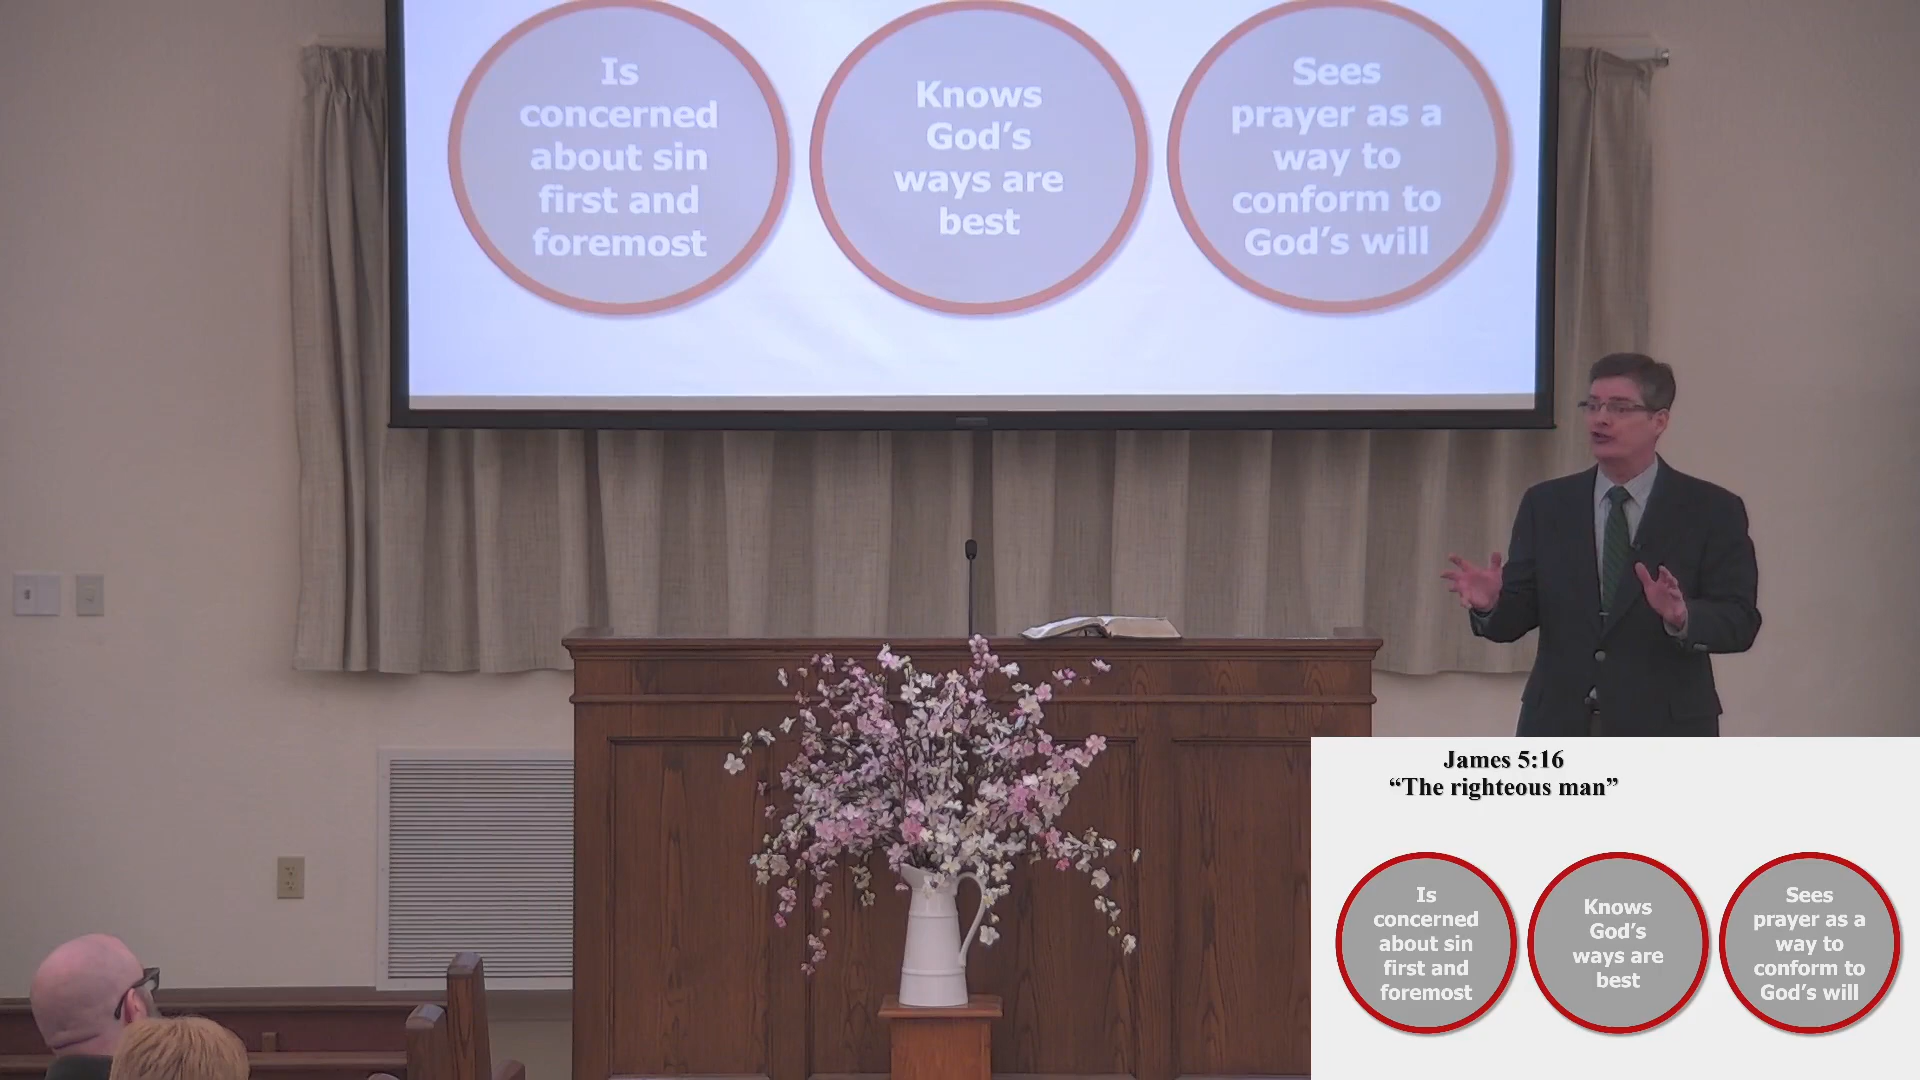 Is
concerned
about sin
first and
foremost
Knows
God's
ways are
best
Sees
prayer as a
way to
conform to
God's will
James 5:16
“The righteous man”
Is
concerned
about sin
first and
foremost
Knows
God's
ways are
best
Sees
prayer as a
way to
conform to
God's will